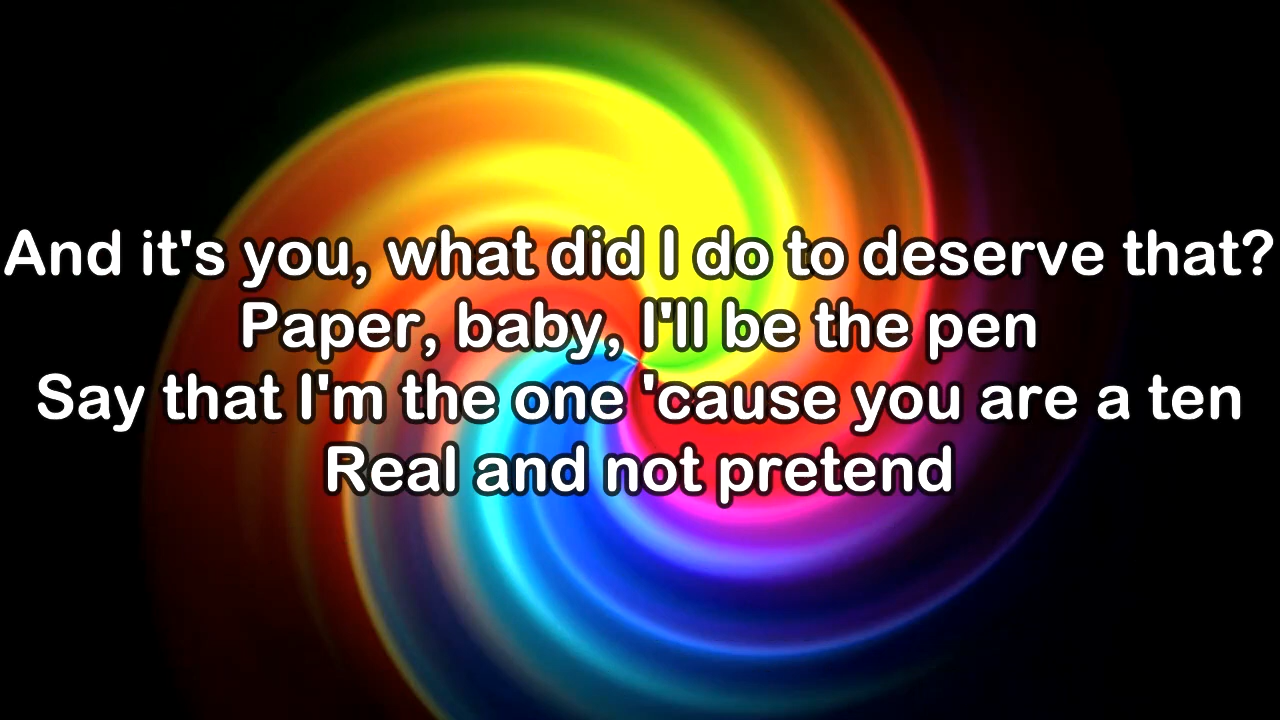 And it's you, what did I do to deserve that?
Paper, baby, I'll be the pen
Say that I'm the one 'cause you are a ten
Real and not pretend